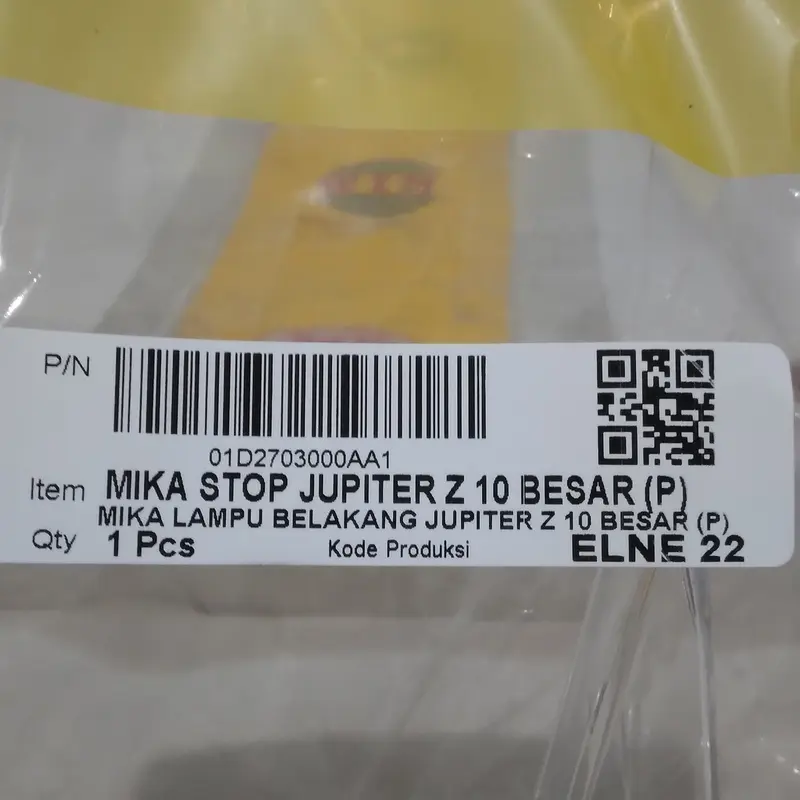 P/N
01D2703000AA1
Item MIKA STOP JUPITER Z 10 BESAR (P)
MIKA LAMPU BELAKANG JUPITER Z 10 BESAR (P)
Qty 1 Pcs Kode Produksi ELNE 22